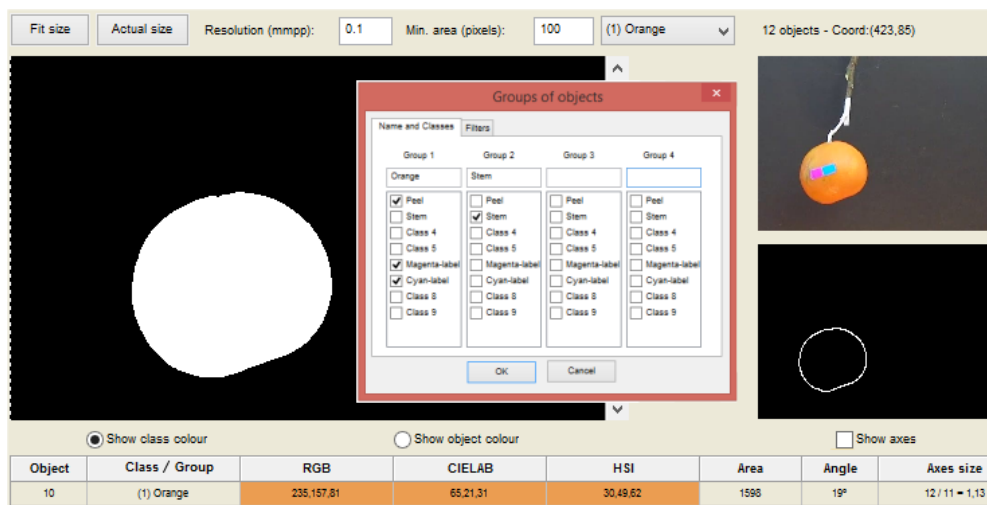 Fit size Actual size Resolution (mmpp): 0.1 Min. area (pixels): 100 (1) Orange 12 objects - Coord:(423,85)
Groups of objects
Name and Classes Filters
Group 1 Group 2 Group 3 Group 4
Orange Stem
Peel Peel Peel Peel
Stem Stem Stem Stem
Class 4 Class 4 Class 4 Class 4
Class 5 Class 5 Class 5 Class 5
Magenta-label Magenta-label Magenta-label Magenta-label
Cyan-label Cyan-label Cyan-label Cyan-label
Class 8 Class 8 Class 8 Class 8
Class 9 Class 9 Class 9 Class 9
OK Cancel
Show class colour Show object colour Show axes
Object Class / Group RGB CIELAB HSI Area Angle Axes size
10 (1) Orange 235,157,81 65,21,31 30,49,62 1598 19º 12 / 11 = 1,13